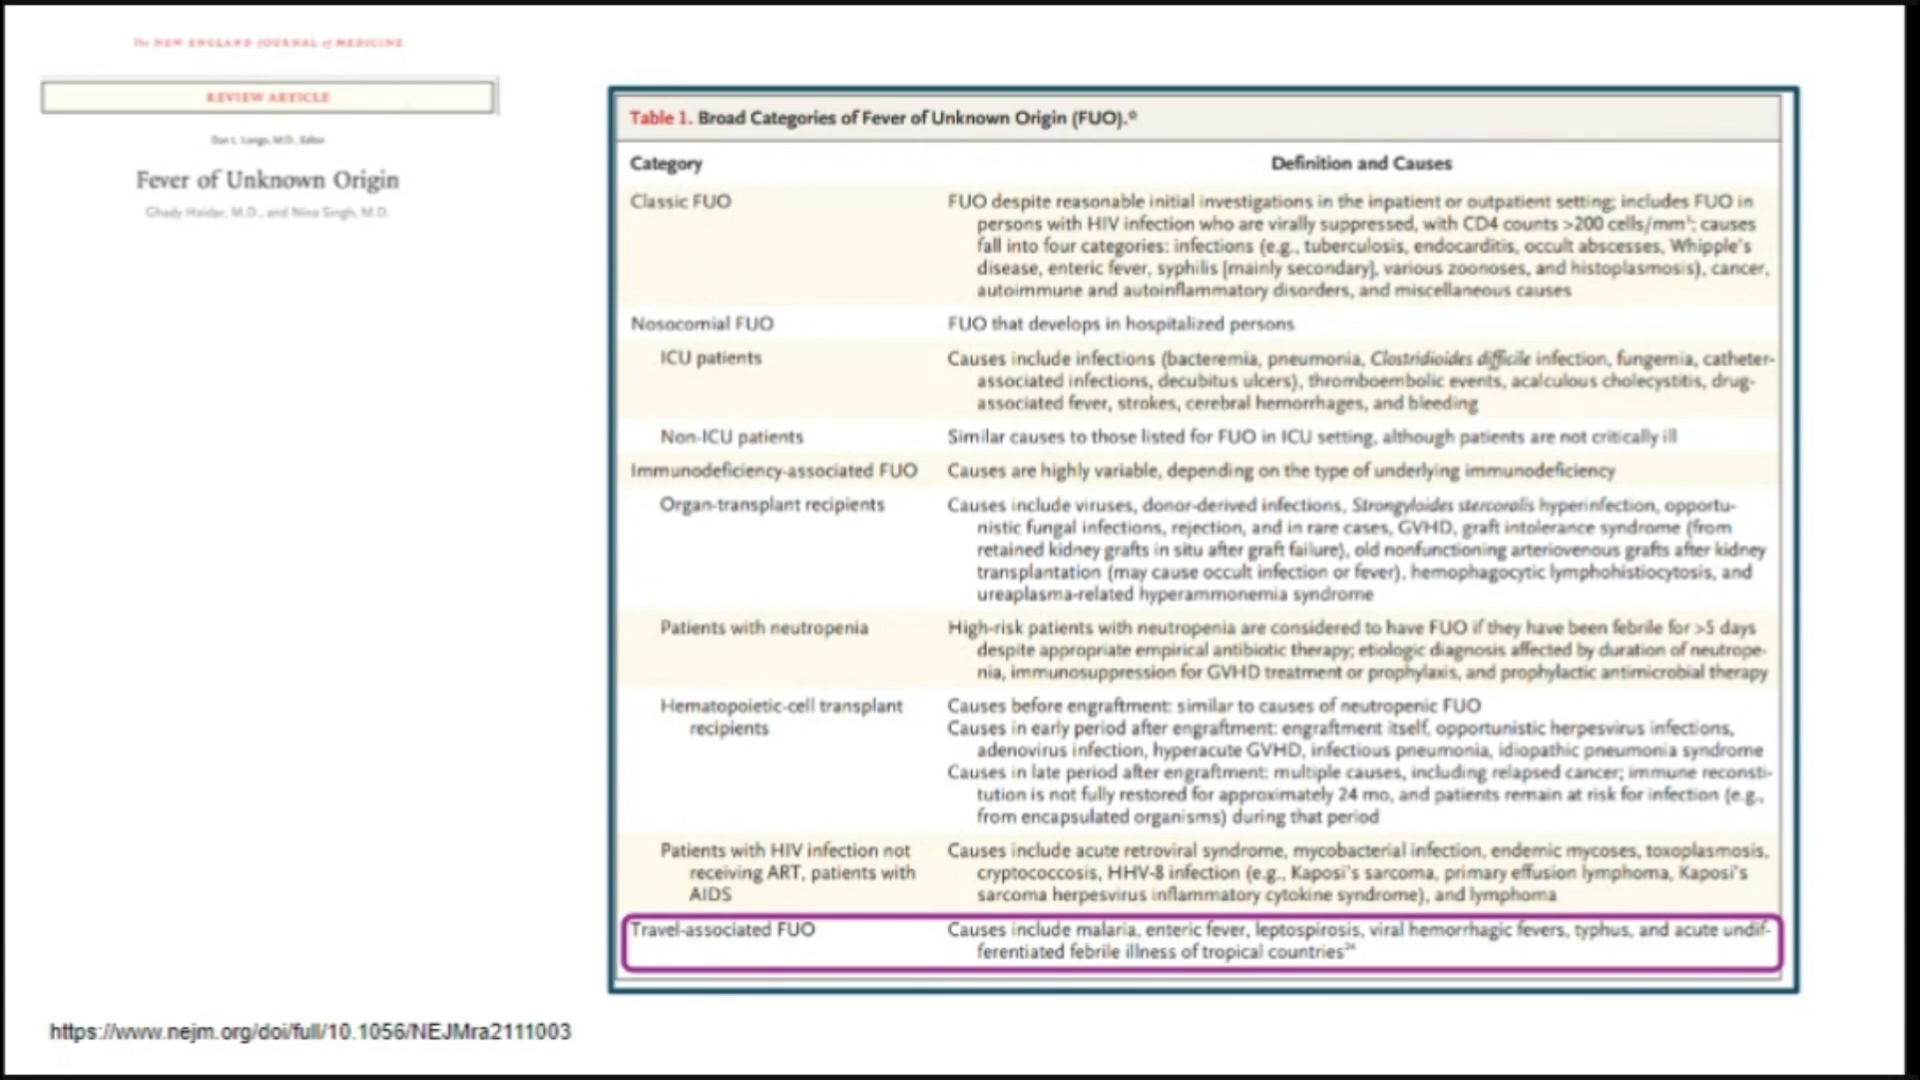 The NEW ENGLAND JOURNAL of MEDICINE
REVIEW ARTICLE
Dan L. Longo, M.D., Editor
Fever of Unknown Origin
Ghady Haidar, M.D., and Nina Singh, M.D.
Table 1. Broad Categories of Fever of Unknown Origin (FUO).*
Category Definition and Causes
Classic FUO FUO despite reasonable initial investigations in the inpatient or outpatient setting; includes FUO in
persons with HIV infection who are virally suppressed, with CD4 counts >200 cells/mm³; causes
fall into four categories: infections (e.g., tuberculosis, endocarditis, occult abscesses, Whipple's
disease, enteric fever, syphilis [mainly secondary], various zoonoses, and histoplasmosis), cancer,
autoimmune and autoinflammatory disorders, and miscellaneous causes
Nosocomial FUO FUO that develops in hospitalized persons
ICU patients Causes include infections (bacteremia, pneumonia, Clostridioides difficile infection, fungemia, catheter-
associated infections, decubitus ulcers), thromboembolic events, acalculous cholecystitis, drug-
associated fever, strokes, cerebral hemorrhages, and bleeding
Non-ICU patients Similar causes to those listed for FUO in ICU setting, although patients are not critically ill
Immunodeficiency-associated FUO Causes are highly variable, depending on the type of underlying immunodeficiency
Organ-transplant recipients Causes include viruses, donor-derived infections, Strongyloides stercoralis hyperinfection, opportu-
nistic fungal infections, rejection, and in rare cases, GVHD, graft intolerance syndrome (from
retained kidney grafts in situ after graft failure), old nonfunctioning arteriovenous grafts after kidney
transplantation (may cause occult infection or fever), hemophagocytic lymphohistiocytosis, and
ureaplasma-related hyperammonemia syndrome
Patients with neutropenia High-risk patients with neutropenia are considered to have FUO if they have been febrile for >5 days
despite appropriate empirical antibiotic therapy; etiologic diagnosis affected by duration of neutrope-
nia, immunosuppression for GVHD treatment or prophylaxis, and prophylactic antimicrobial therapy
Hematopoietic-cell transplant Causes before engraftment: similar to causes of neutropenic FUO
recipients Causes in early period after engraftment: engraftment itself, opportunistic herpesvirus infections,
adenovirus infection, hyperacute GVHD, infectious pneumonia, idiopathic pneumonia syndrome
Causes in late period after engraftment: multiple causes, including relapsed cancer; immune reconsti-
tution is not fully restored for approximately 24 mo, and patients remain at risk for infection (e.g.,
from encapsulated organisms) during that period
Patients with HIV infection not Causes include acute retroviral syndrome, mycobacterial infection, endemic mycoses, toxoplasmosis,
receiving ART, patients with cryptococcosis, HHV-8 infection (e.g., Kaposi's sarcoma, primary effusion lymphoma, Kaposi's
AIDS sarcoma herpesvirus inflammatory cytokine syndrome), and lymphoma
Travel-associated FUO Causes include malaria, enteric fever, leptospirosis, viral hemorrhagic fevers, typhus, and acute undif-
ferentiated febrile illness of tropical countries²⁴
https://www.nejm.org/doi/full/10.1056/NEJMra2111003